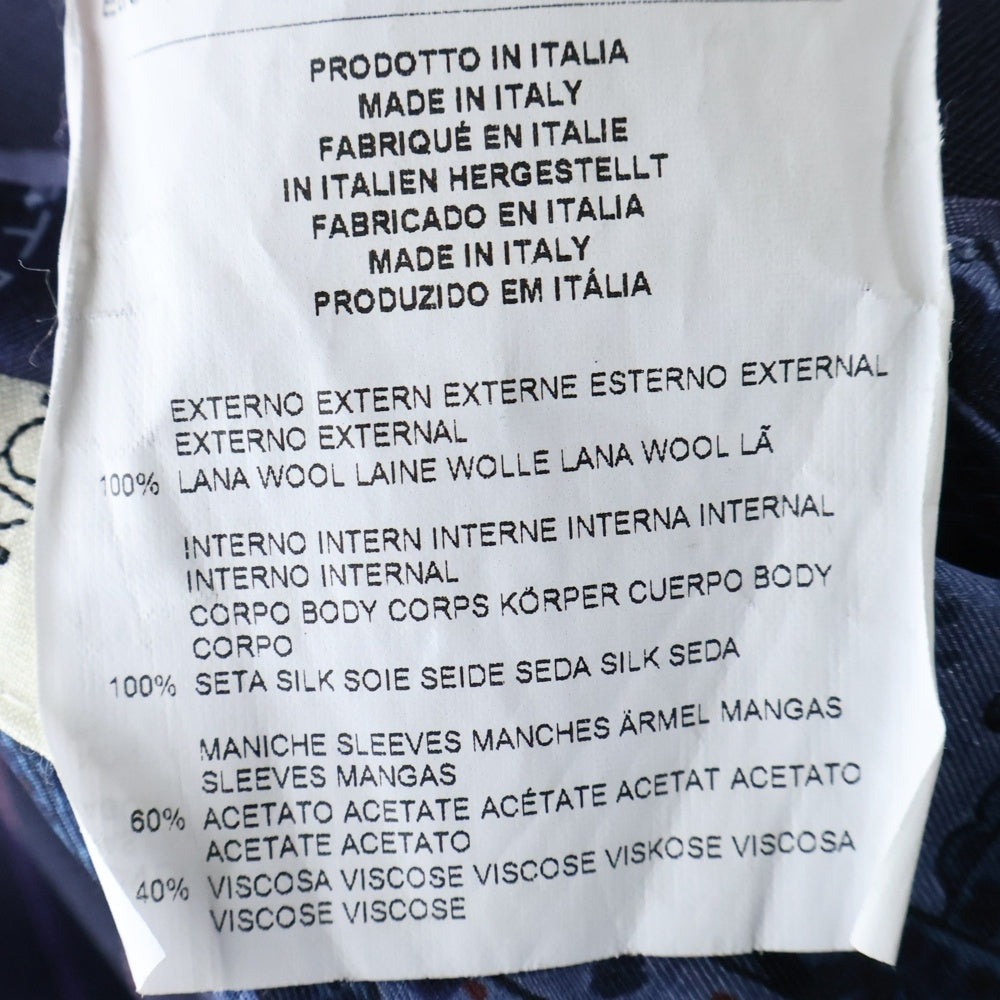 PRODOTTO IN ITALIA
MADE IN ITALY
FABRIQUÉ EN ITALIE
IN ITALIEN HERGESTELLT
FABRICADO EN ITALIA
MADE IN ITALY
PRODUZIDO EM ITÁLIA
EXTERNO EXTERN EXTERNE ESTERNO EXTERNAL
EXTERNO EXTERNAL
100% LANA WOOL LAINE WOLLE LANA WOOL LÃ
INTERNO INTERN INTERNE INTERNA INTERNAL
INTERNO INTERNAL
CORPO BODY CORPS KÖRPER CUERPO BODY
CORPO
100% SETA SILK SOIE SEIDE SEDA SILK SEDA
MANICHE SLEEVES MANCHES ÄRMEL MANGAS
SLEEVES MANGAS
60% ACETATO ACETATE ACÉTATE ACETAT ACETATO
ACETATE ACETATO
40% VISCOSA VISCOSE VISCOSE VISKOSE VISCOSA
VISCOSE VISCOSE